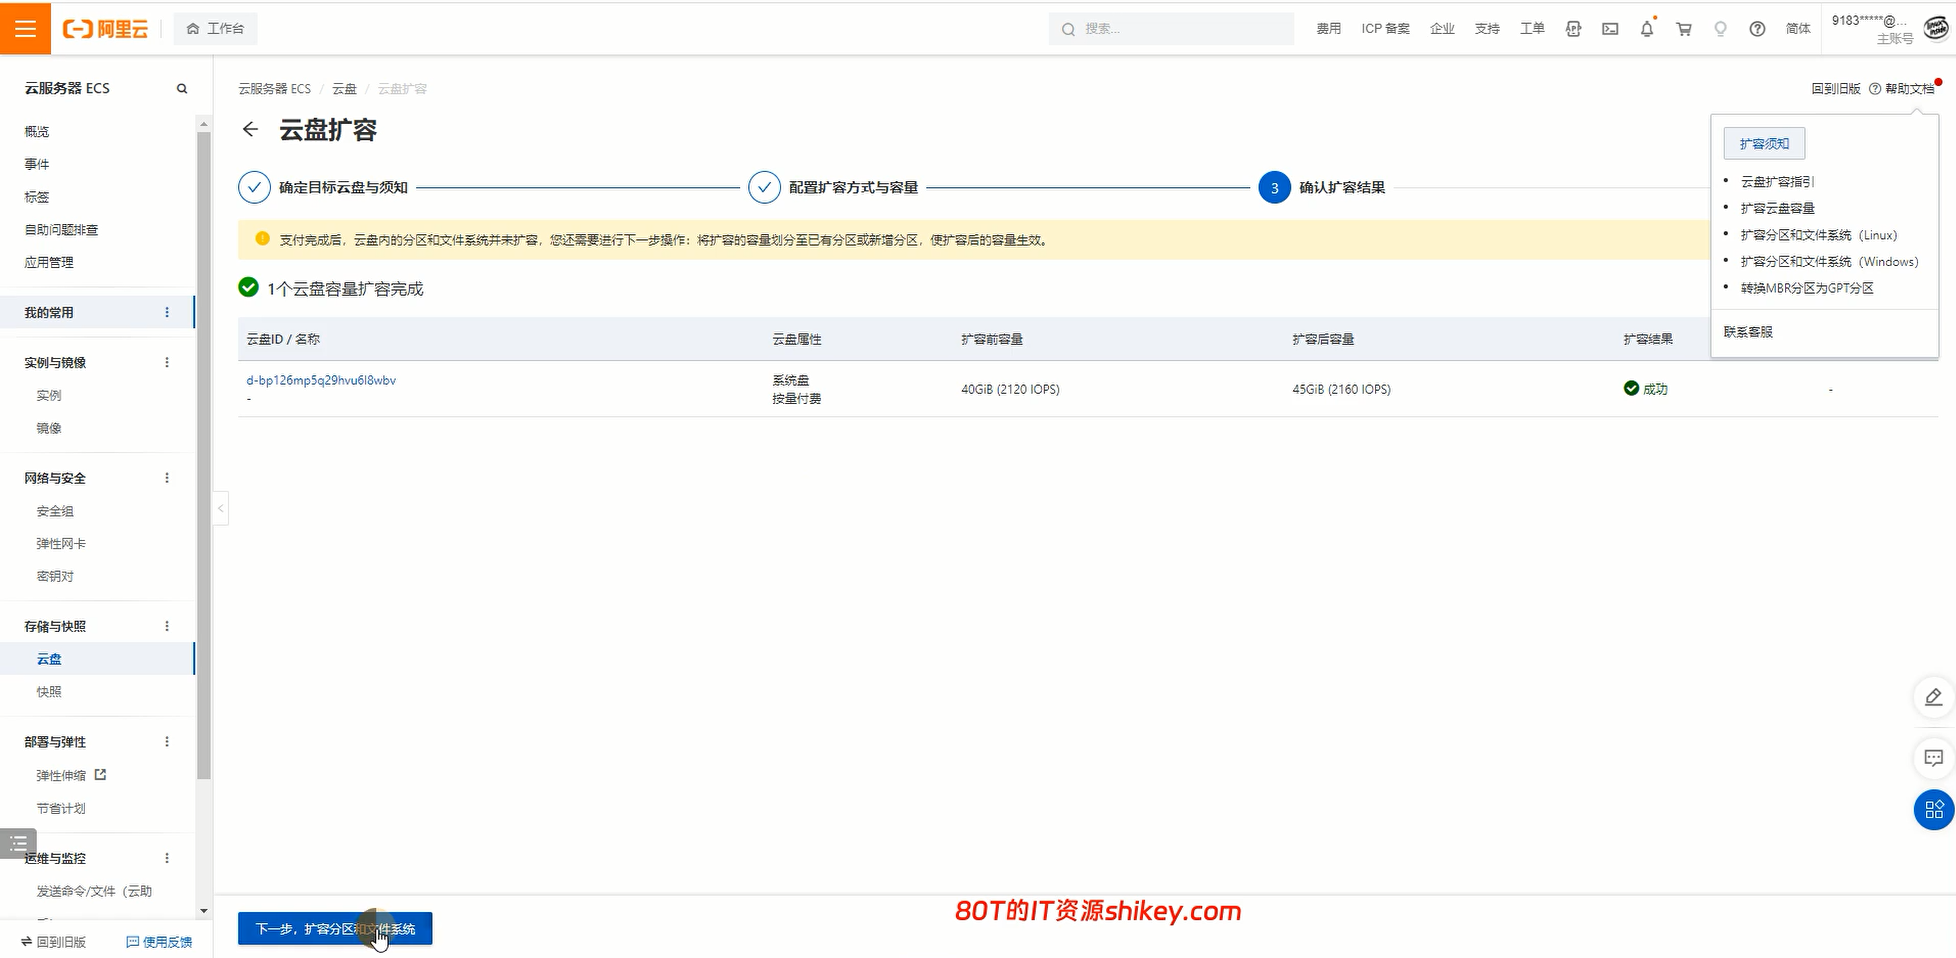 阿里云
工作台
搜索...
费用
ICP 备案
企业
支持
工单
简体
9183*****@...
主账号
云服务器 ECS
概览
事件
标签
自助问题排查
应用管理
我的常用
实例与镜像
实例
镜像
网络与安全
安全组
弹性网卡
密钥对
存储与快照
云盘
快照
部署与弹性
弹性伸缩
节省计划
运维与监控
发送命令/文件（云助
回到旧版
使用反馈
云服务器 ECS / 云盘 / 云盘扩容
回到旧版
帮助文档
云盘扩容
确定目标云盘与须知
配置扩容方式与容量
3 确认扩容结果
支付完成后，云盘内的分区和文件系统并未扩容，您还需要进行下一步操作：将扩容的容量划分至已有分区或新增分区，使扩容后的容量生效。
1个云盘容量扩容完成
云盘ID / 名称 云盘属性 扩容前容量 扩容后容量 扩容结果
d-bp126mp5q29hvu6l8wbv
-
系统盘
按量付费
40GiB (2120 IOPS)
45GiB (2160 IOPS)
成功
-
扩容须知
云盘扩容指引
扩容云盘容量
扩容分区和文件系统（Linux）
扩容分区和文件系统（Windows）
转换MBR分区为GPT分区
联系客服
下一步，扩容分区和文件系统
80T的IT资源shikey.com